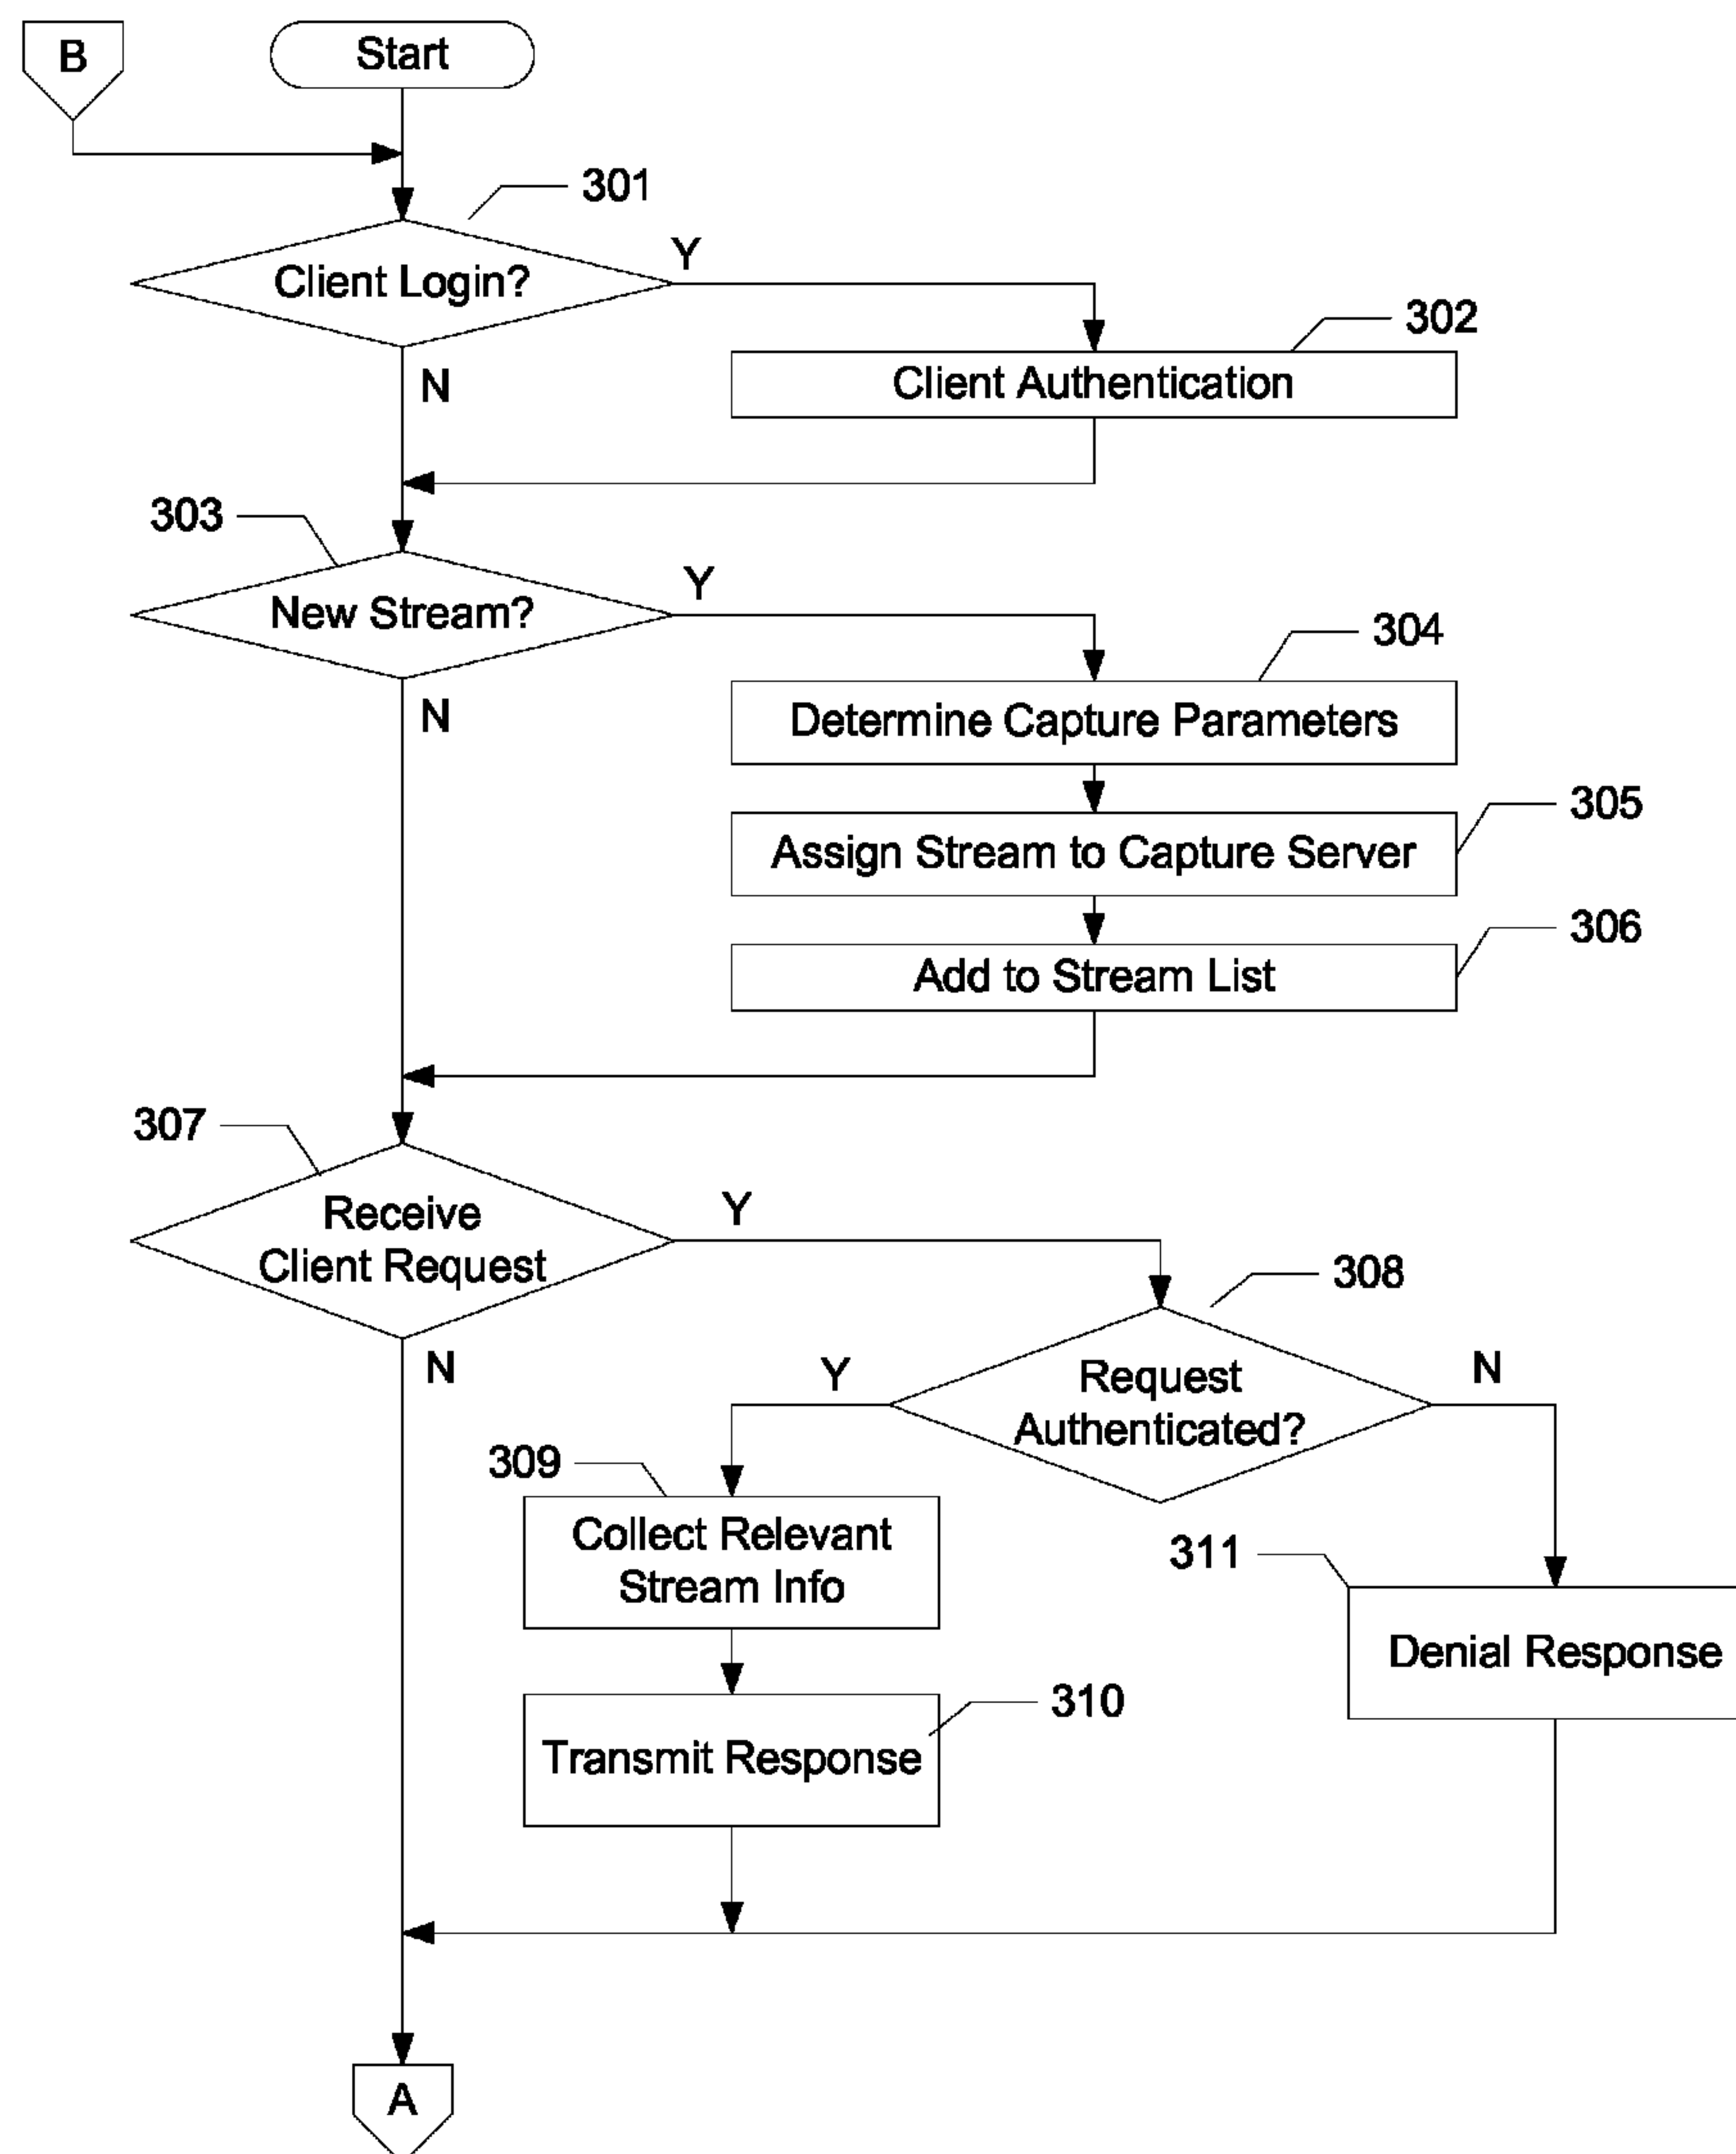 B
Start
301
Client Login?
Y
302
Client Authentication
N
303
New Stream?
Y
304
Determine Capture Parameters
N
305
Assign Stream to Capture Server
306
Add to Stream List
307
Receive
Client Request
Y
308
Request
Authenticated?
N
Y
N
309
Collect Relevant
Stream Info
311
Denial Response
310
Transmit Response
A